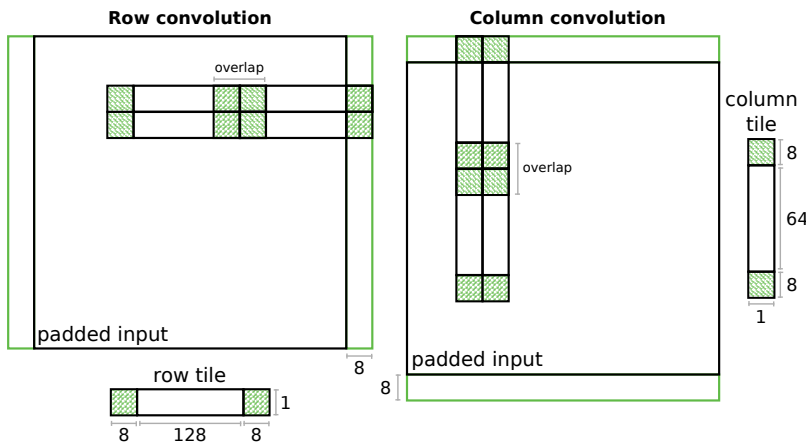 Row convolution
overlap
padded input
8
row tile
1
8 128 8
Column convolution
overlap
padded input
8
column
tile
8
64
8
1